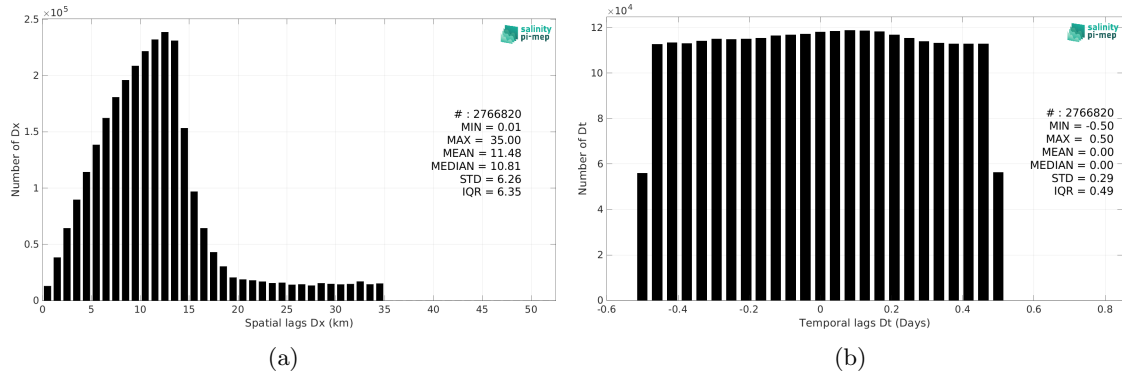 ×10⁵
2.5
2
1.5
1
0.5
0
Number of Dx
0 5 10 15 20 25 30 35 40 45 50
Spatial lags Dx (km)
salinity
pi-mep
# : 2766820
MIN = 0.01
MAX = 35.00
MEAN = 11.48
MEDIAN = 10.81
STD = 6.26
IQR = 6.35
(a)
×10⁴
12
10
8
6
4
2
0
Number of Dt
-0.6 -0.4 -0.2 0 0.2 0.4 0.6 0.8
Temporal lags Dt (Days)
salinity
pi-mep
# : 2766820
MIN = -0.50
MAX = 0.50
MEAN = 0.00
MEDIAN = 0.00
STD = 0.29
IQR = 0.49
(b)